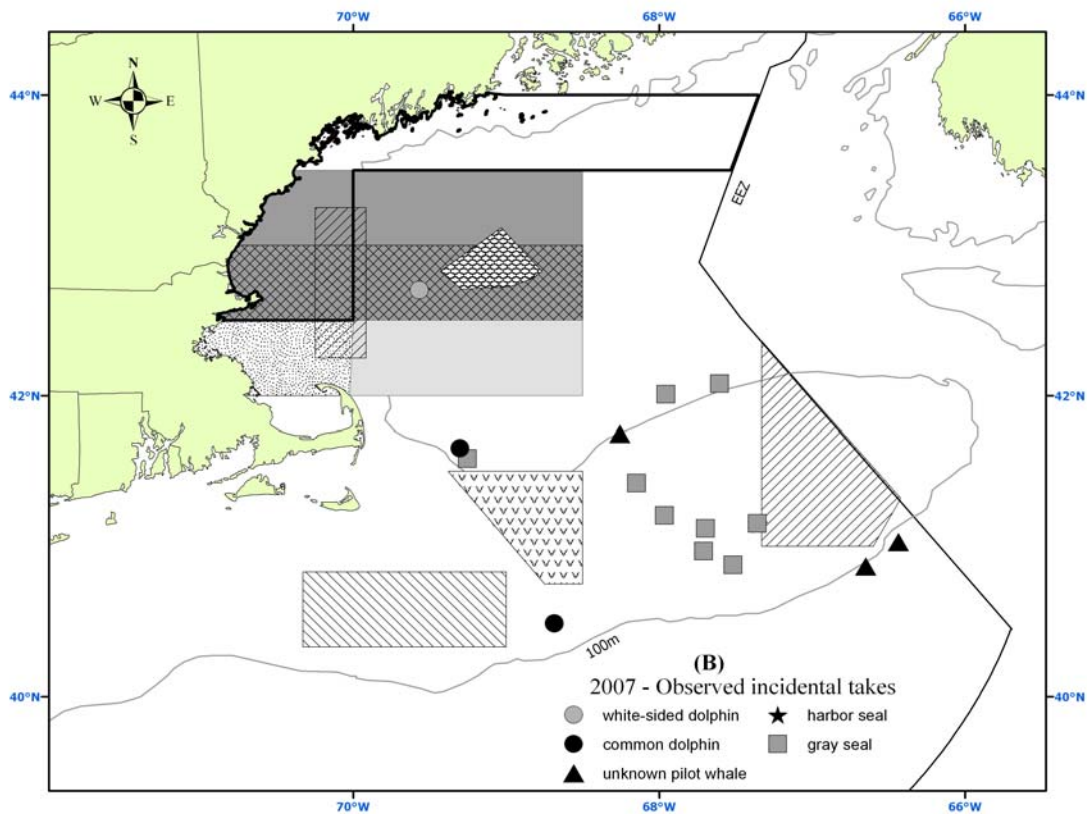 70°W 68°W 66°W
N
W E
S
44°N 44°N
EEZ
42°N 42°N
100m
(B)
2007 - Observed incidental takes
white-sided dolphin harbor seal
common dolphin gray seal
unknown pilot whale
40°N 40°N
70°W 68°W 66°W